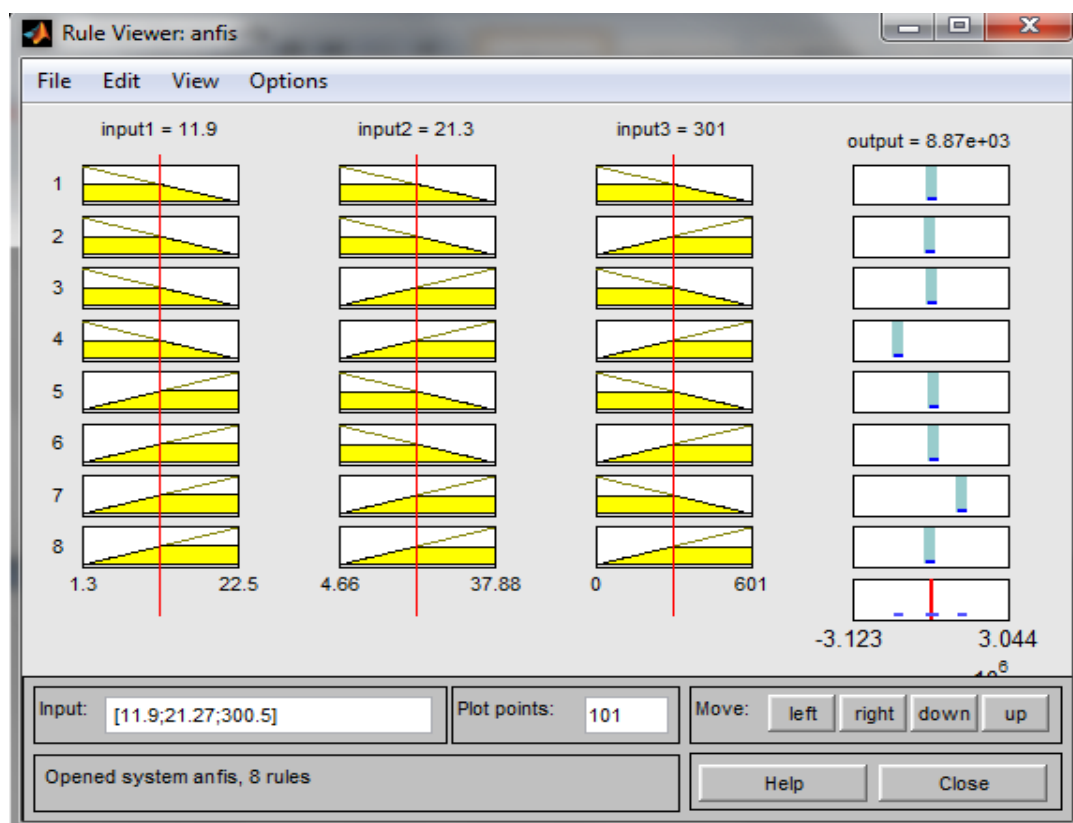 Rule Viewer: anfis
File Edit View Options
input1 = 11.9 input2 = 21.3 input3 = 301 output = 8.87e+03
1
2
3
4
5
6
7
8
1.3 22.5 4.66 37.88 0 601
-3.123 3.044
Input: [11.9;21.27;300.5] Plot points: 101 Move: left right down up
Opened system anfis, 8 rules Help Close